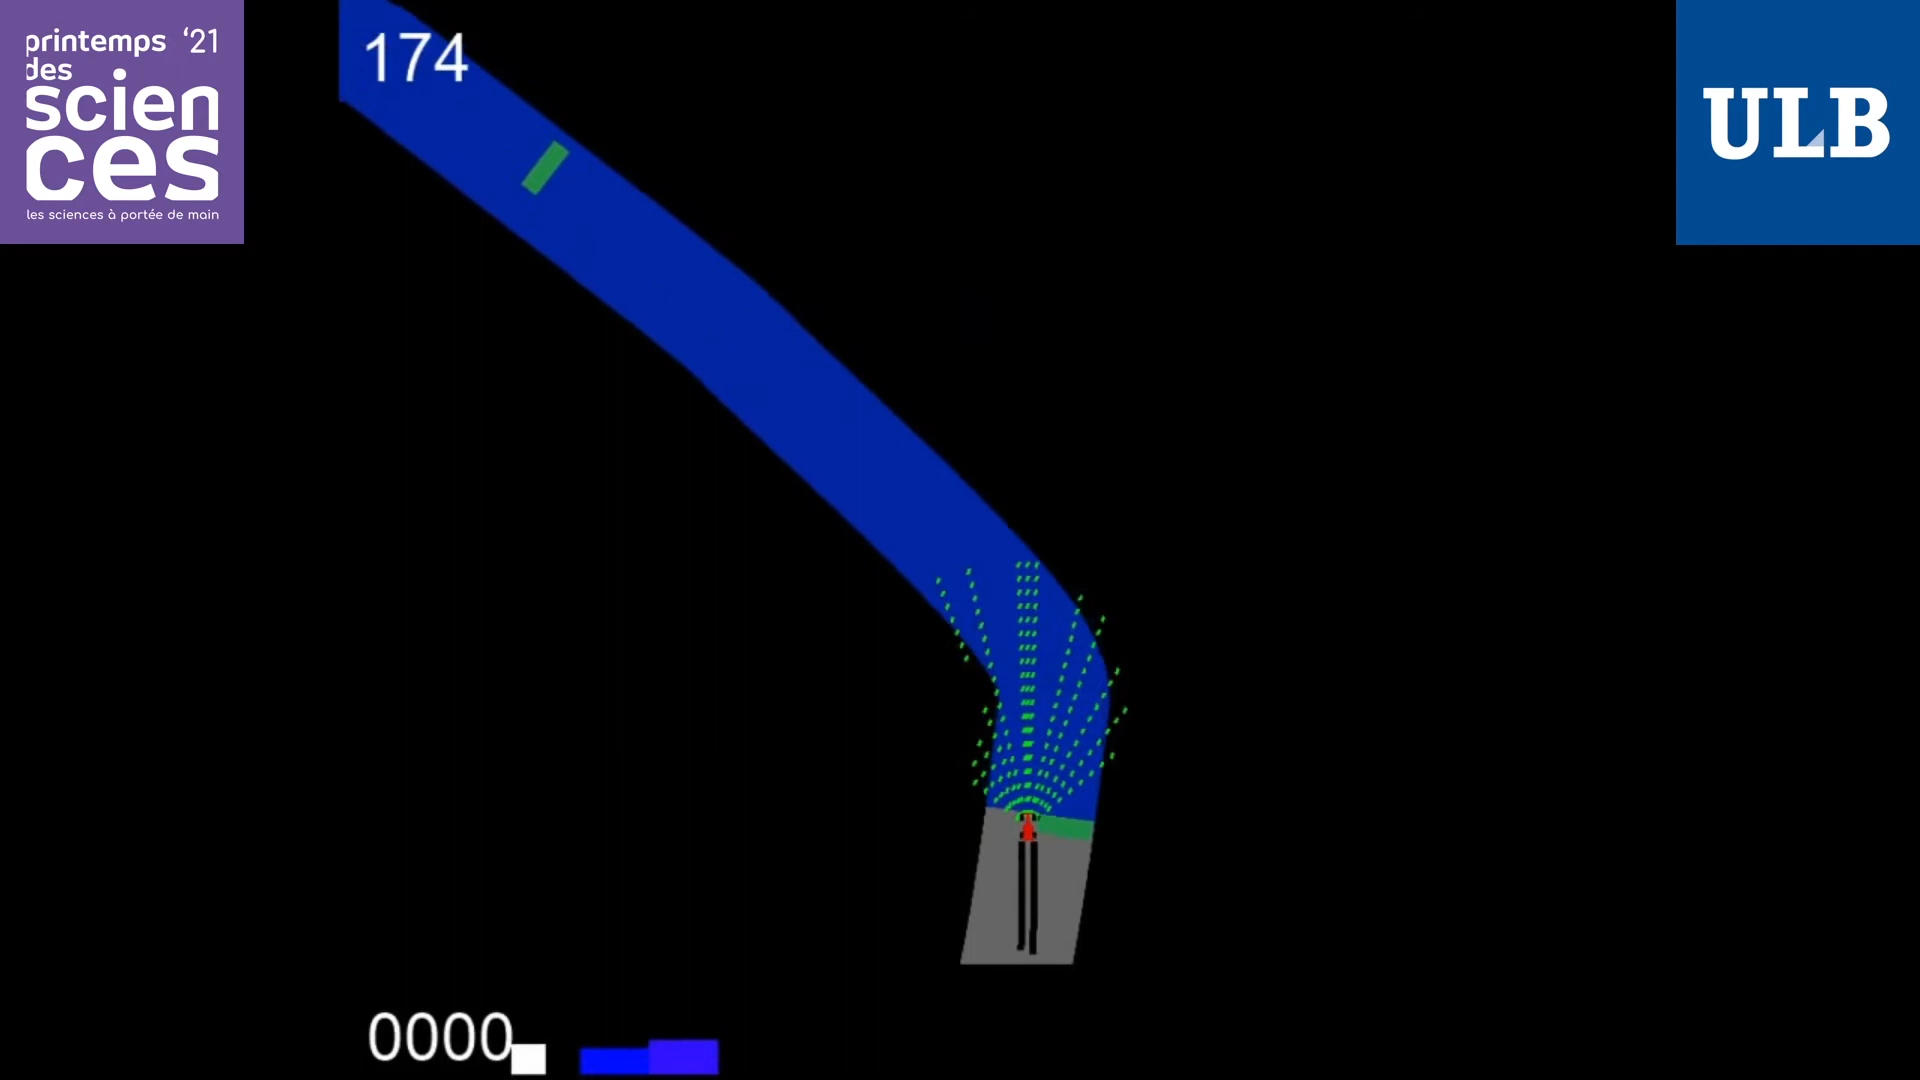 printemps ‘21
des
scien
ces
les sciences à portée de main
174
ULB
0000